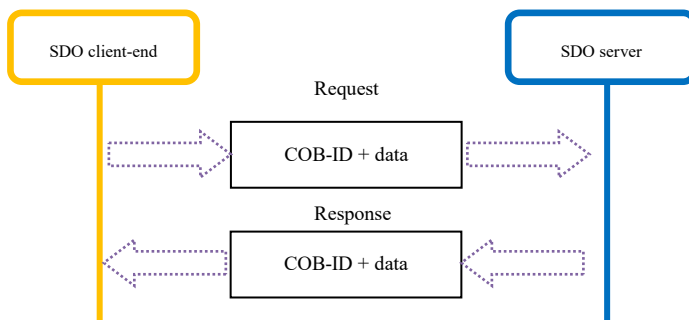 SDO client-end
SDO server
Request
COB-ID + data
Response
COB-ID + data